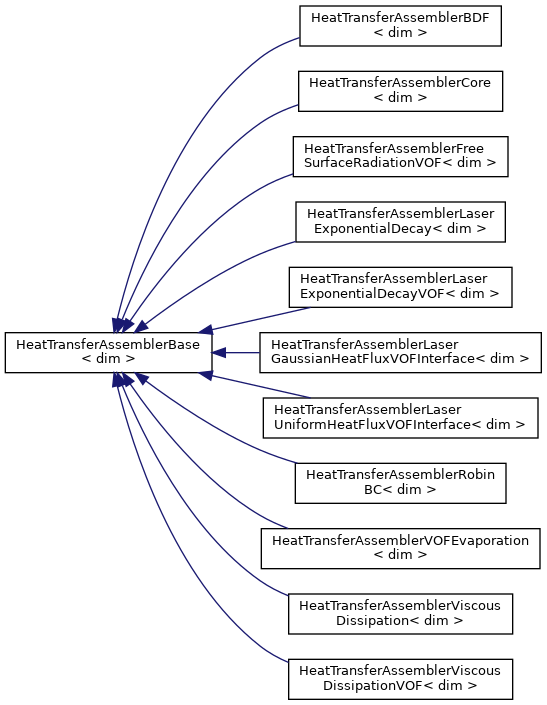 HeatTransferAssemblerBDF
< dim >
HeatTransferAssemblerCore
< dim >
HeatTransferAssemblerFree
SurfaceRadiationVOF< dim >
HeatTransferAssemblerLaser
ExponentialDecay< dim >
HeatTransferAssemblerLaser
ExponentialDecayVOF< dim >
HeatTransferAssemblerBase
< dim >
HeatTransferAssemblerLaser
GaussianHeatFluxVOFInterface< dim >
HeatTransferAssemblerLaser
UniformHeatFluxVOFInterface< dim >
HeatTransferAssemblerRobin
BC< dim >
HeatTransferAssemblerVOFEvaporation
< dim >
HeatTransferAssemblerViscous
Dissipation< dim >
HeatTransferAssemblerViscous
DissipationVOF< dim >